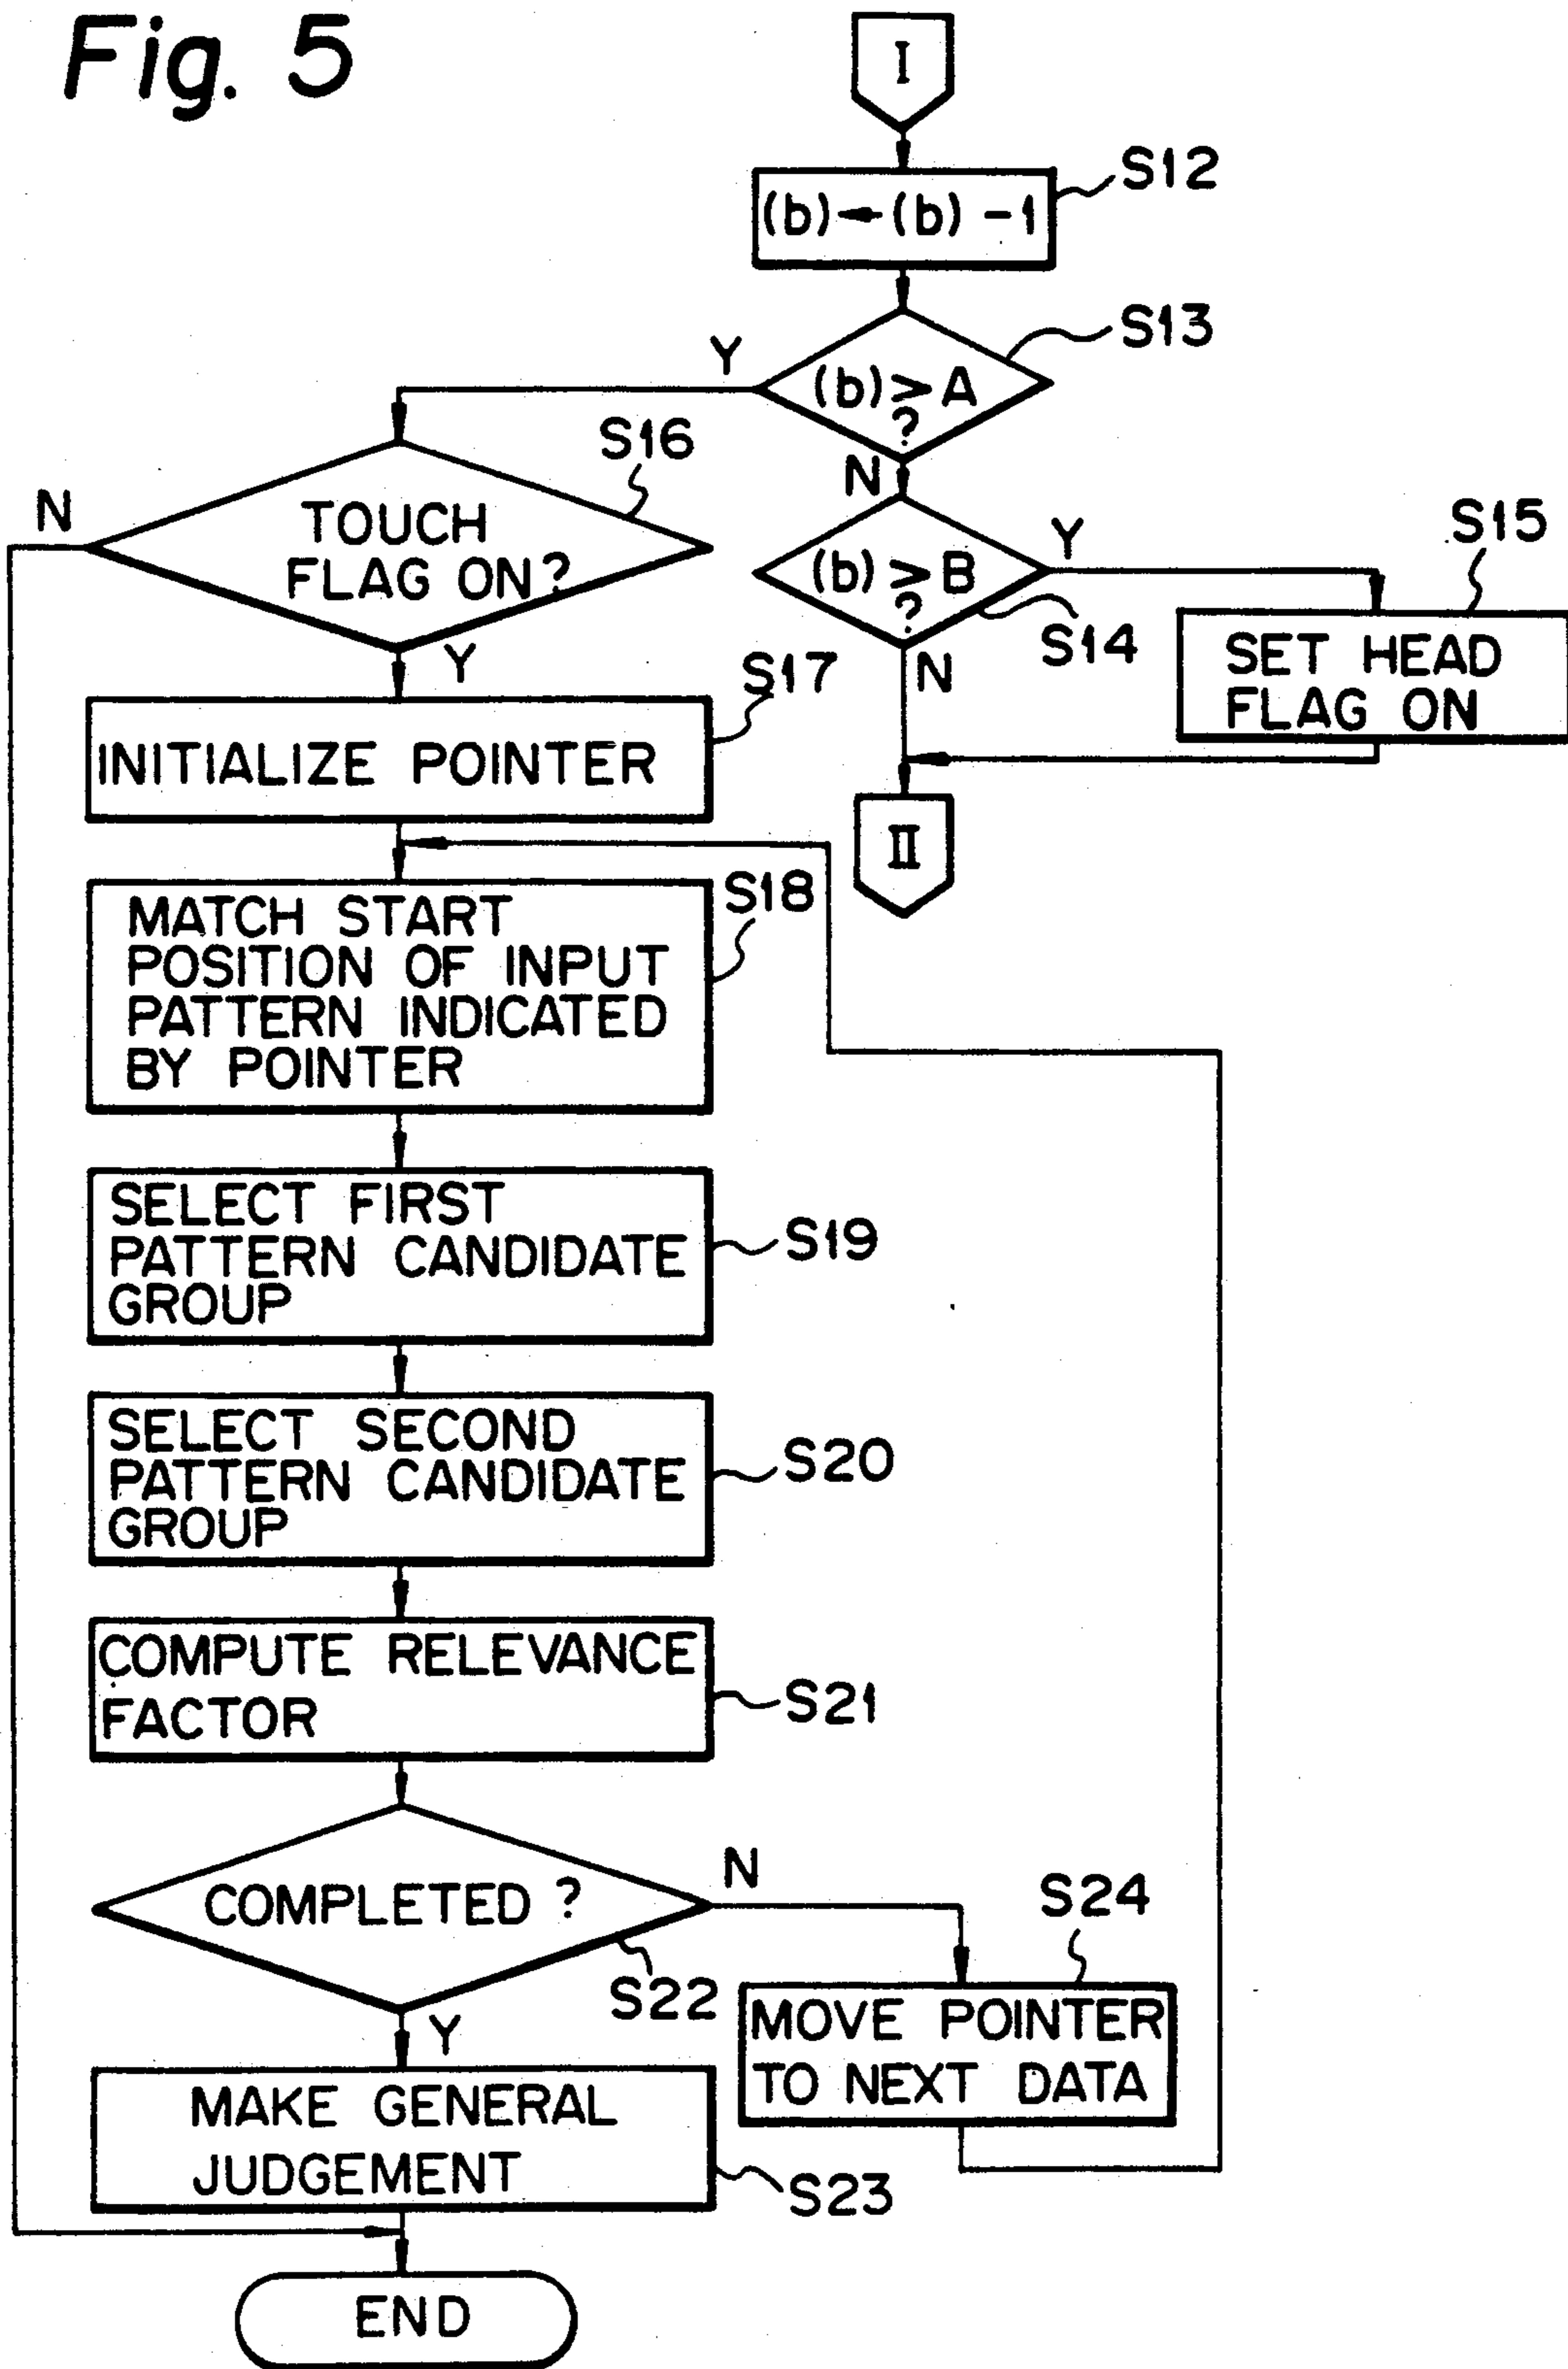 Fig. 5
I
S12
(b) ← (b) - 1
S13
Y
(b) > A
?
N
S16
N
TOUCH
FLAG ON?
Y
(b) > B
?
Y
S14
N
S15
SET HEAD
FLAG ON
II
S17
INITIALIZE POINTER
S18
MATCH START
POSITION OF INPUT
PATTERN INDICATED
BY POINTER
SELECT FIRST
PATTERN CANDIDATE
GROUP
S19
SELECT SECOND
PATTERN CANDIDATE
GROUP
S20
COMPUTE RELEVANCE
FACTOR
S21
COMPLETED ?
N
S22
Y
S24
MOVE POINTER
TO NEXT DATA
MAKE GENERAL
JUDGEMENT
S23
END